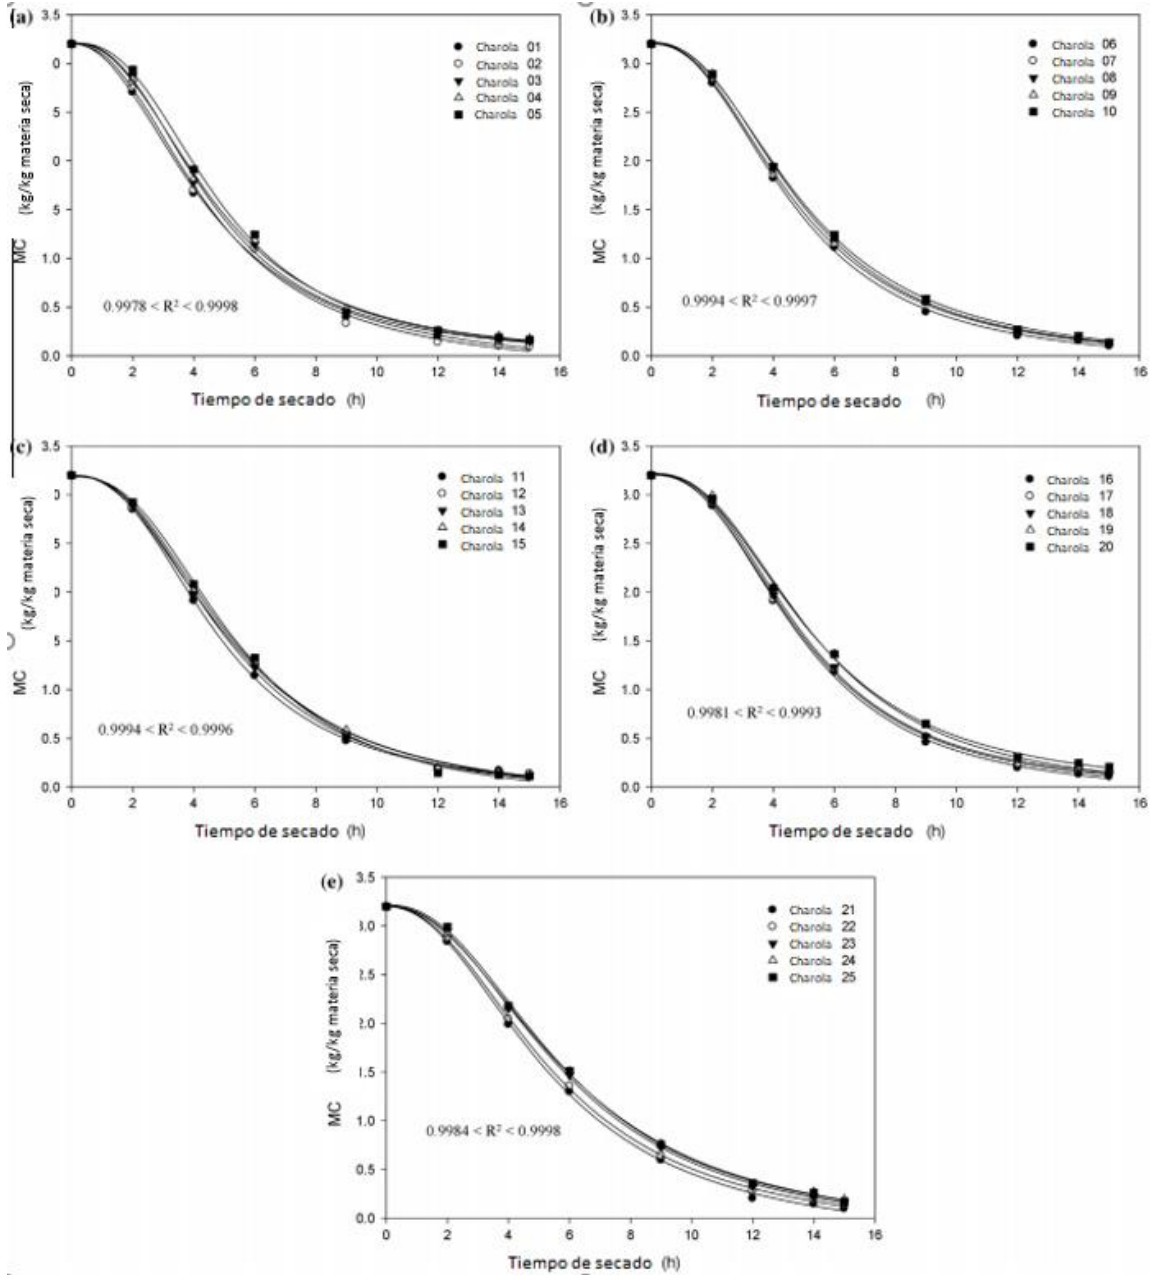 (a)
3.5
0
5
0
5
1.0
0.5
0.0
MC (kg/kg materia seca)
Charola 01
Charola 02
Charola 03
Charola 04
Charola 05
0.9978 < R² < 0.9998
0 2 4 6 8 10 12 14 16
Tiempo de secado (h)
(b)
3.5
3.0
2.5
2.0
1.5
1.0
0.5
0.0
MC (kg/kg materia seca)
Charola 06
Charola 07
Charola 08
Charola 09
Charola 10
0.9994 < R² < 0.9997
0 2 4 6 8 10 12 14 16
Tiempo de secado (h)
(c)
3.5
0
5
0
5
1.0
0.5
0.0
MC (kg/kg materia seca)
Charola 11
Charola 12
Charola 13
Charola 14
Charola 15
0.9994 < R² < 0.9996
0 2 4 6 8 10 12 14 16
Tiempo de secado (h)
(d)
3.5
3.0
2.5
2.0
1.5
1.0
0.5
0.0
MC (kg/kg materia seca)
Charola 16
Charola 17
Charola 18
Charola 19
Charola 20
0.9981 < R² < 0.9993
0 2 4 6 8 10 12 14 16
Tiempo de secado (h)
(e)
3.5
3.0
2.5
2.0
1.5
1.0
0.5
0.0
MC (kg/kg materia seca)
Charola 21
Charola 22
Charola 23
Charola 24
Charola 25
0.9984 < R² < 0.9998
0 2 4 6 8 10 12 14 16
Tiempo de secado (h)